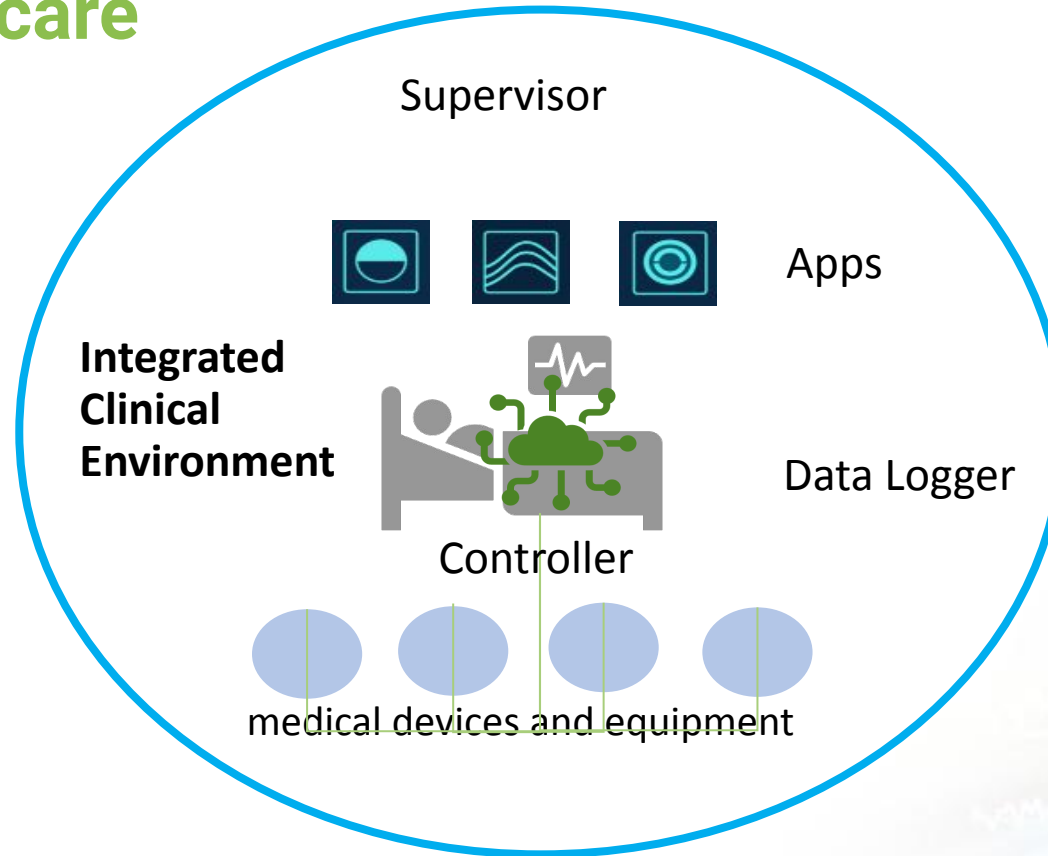 care
Supervisor
Apps
Integrated
Clinical
Environment
Data Logger
Controller
medical devices and equipment